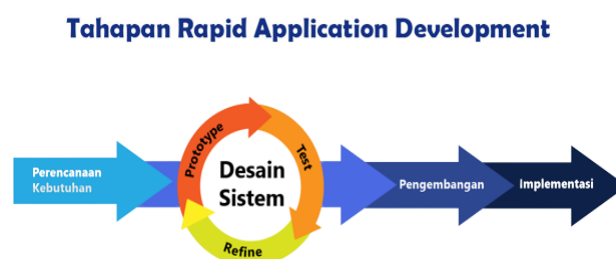 Tahapan Rapid Application Development
Perencanaan
Kebutuhan
Prototype
Test
Refine
Desain
Sistem
Pengembangan
Implementasi